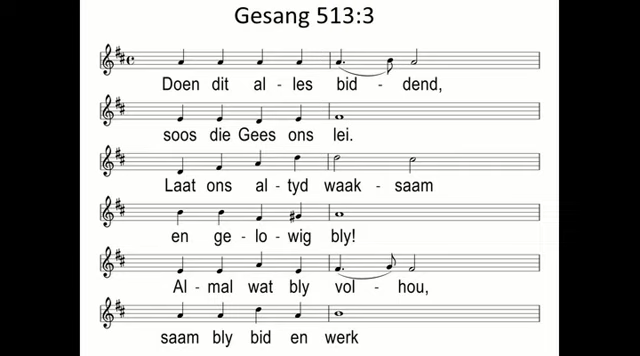 Gesang 513:3
Doen dit al - les bid - dend,
soos die Gees ons lei.
Laat ons al - tyd waak - saam
en ge - lo - wig bly!
Al - mal wat bly vol - hou,
saam bly bid en werk